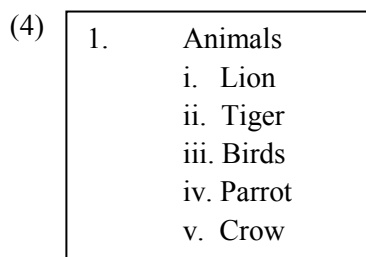 (4)
1. Animals
i. Lion
ii. Tiger
iii. Birds
iv. Parrot
v. Crow